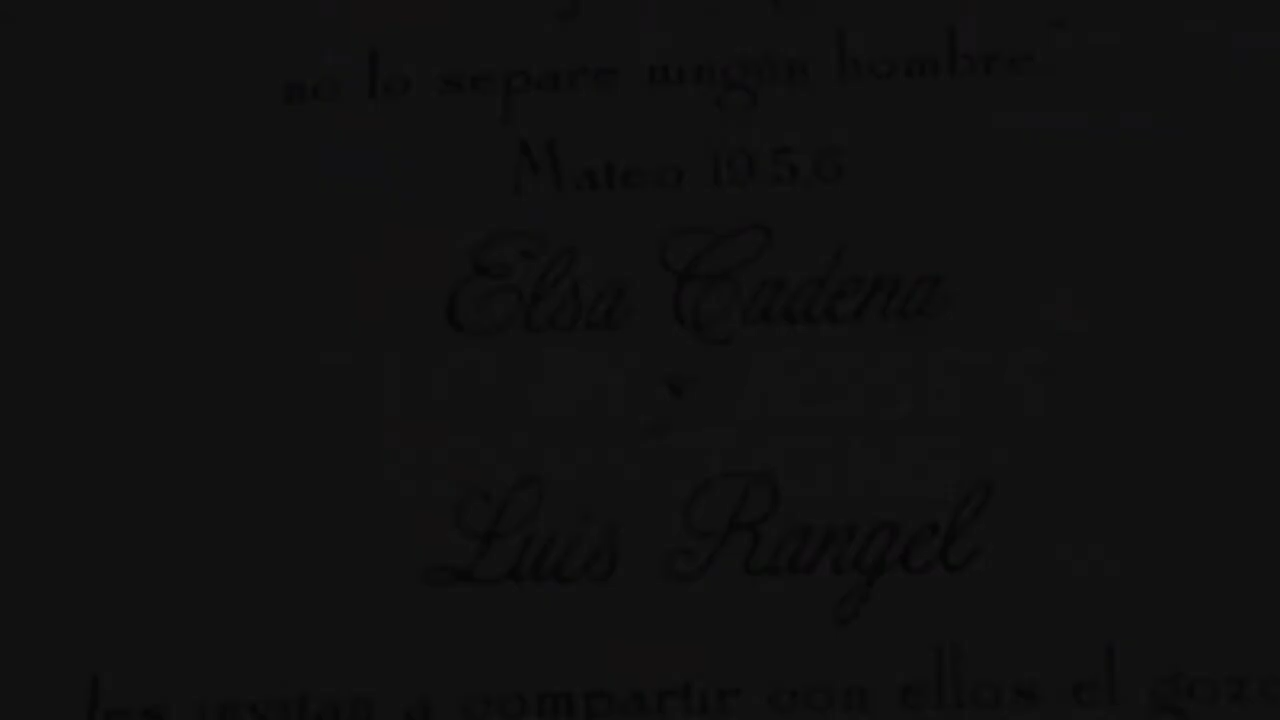 no lo separe ningún hombre.
Mateo 19:5,6
Elsa Cadena
y
Luis Rangel
les invitan a compartir con ellos el gozo